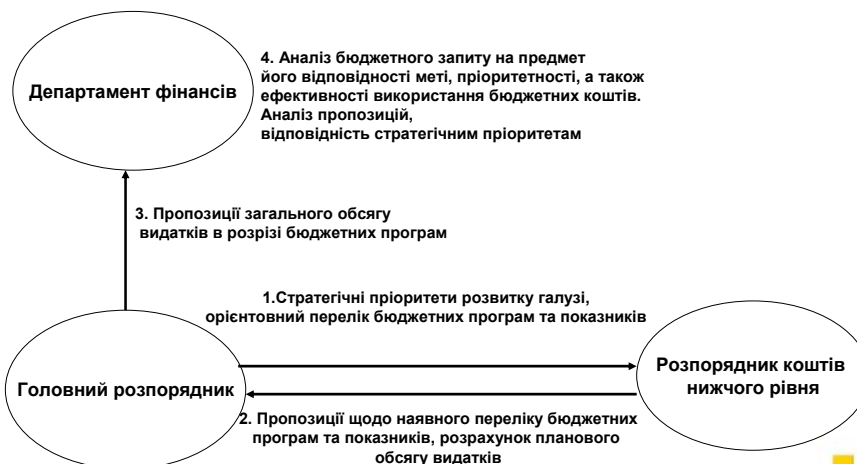 4. Аналіз бюджетного запиту на предмет
його відповідності меті, пріоритетності, а також
ефективності використання бюджетних коштів.
Аналіз пропозицій,
відповідність стратегічним пріоритетам
Департамент фінансів
3. Пропозиції загального обсягу
видатків в розрізі бюджетних програм
1.Стратегічні пріоритети розвитку галузі,
орієнтовний перелік бюджетних програм та показників
Головний розпорядник
Розпорядник коштів
нижчого рівня
2. Пропозиції щодо наявного переліку бюджетних
програм та показників, розрахунок планового
обсягу видатків